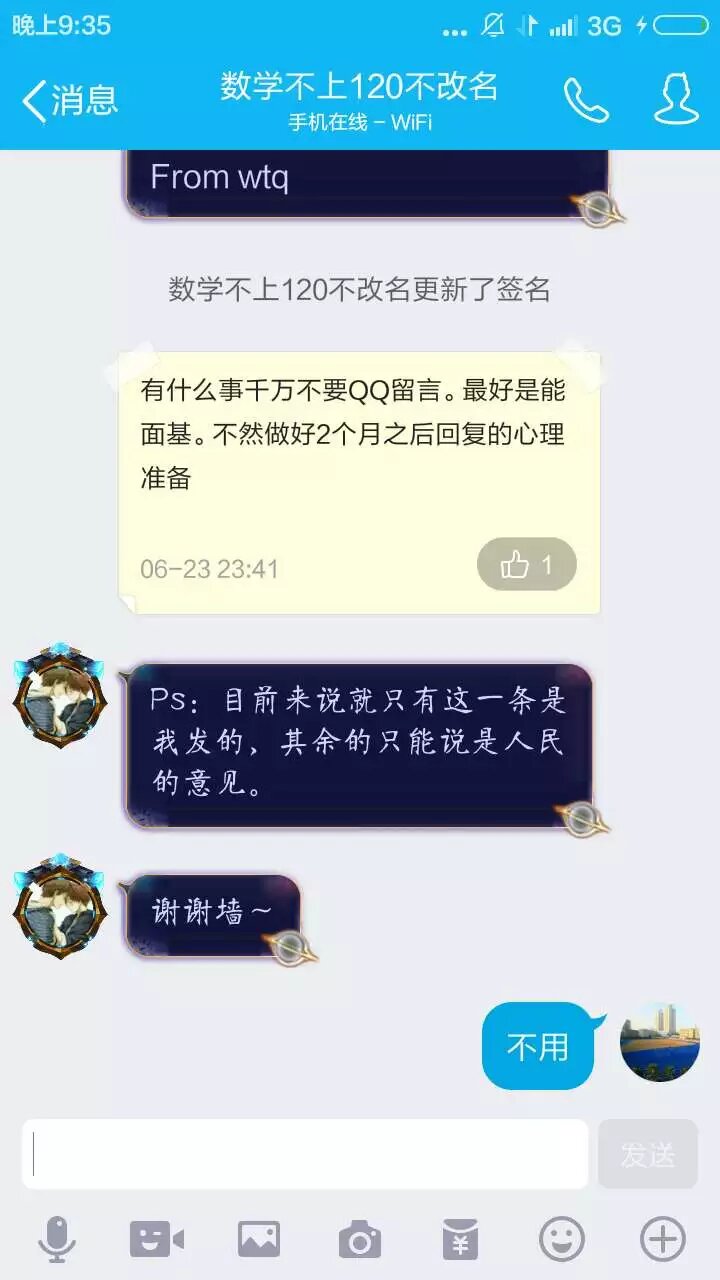 晚上9:35
3G
消息
数学不上120不改名
手机在线 – WiFi
From wtq
数学不上120不改名更新了签名
有什么事千万不要QQ留言。最好是能
面基。不然做好2个月之后回复的心理
准备
06-23 23:41
1
Ps：目前来说就只有这一条是
我发的，其余的只能说是人民
的意见。
谢谢墙~
不用
发送